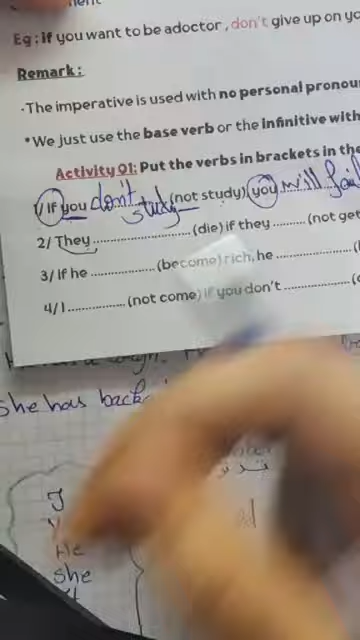 Eg : if you want to be adoctor , don't give up on yo
Remark :
·The imperative is used with no personal pronou
*We just use the base verb or the infinitive with
Activity 01: Put the verbs in brackets in the
1/ If you don't study (not study), you will fail
2/ They .................... (die) if they ........... (not get
3/ If he ................ (become) rich, he ..............
4/ I .............. (not come) if you don't ..............
she has back
I
He
she